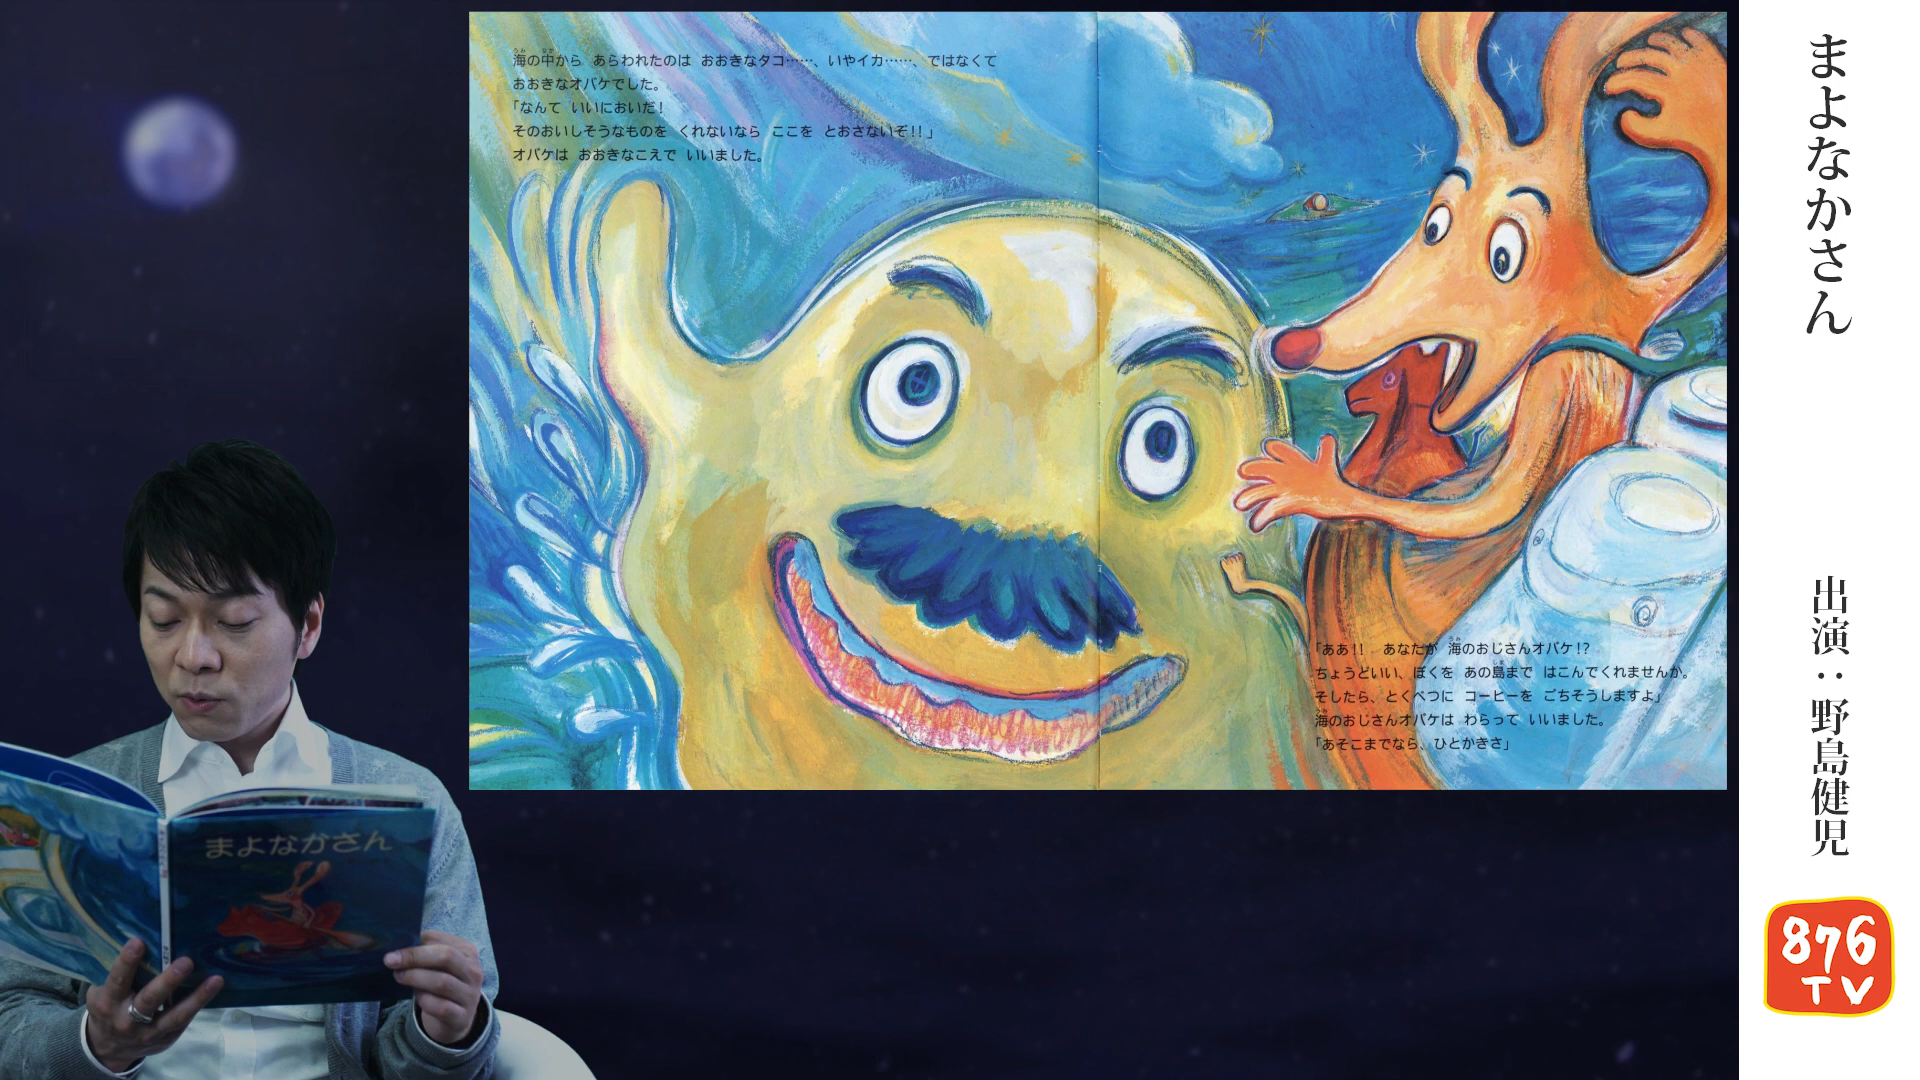 海の中から あらわれたのは おおきなタコ……、いやイカ……、ではなくて
おおきなオバケでした。
「なんて いいにおいだ!
そのおいしそうなものを くれないなら ここを とおさないぞ!!」
オバケは おおきなこえで いいました。
「ああ!! あなたが 海のおじさんオバケ!?
ちょうどいい、ぼくを あの島まで はこんでくれませんか。
そしたら、とくべつに コーヒーを ごちそうしますよ」
海のおじさんオバケは わらって いいました。
「あそこまでなら、ひとかきさ」
まよなかさん
まよなかさん
出演：野島健児
876
TV